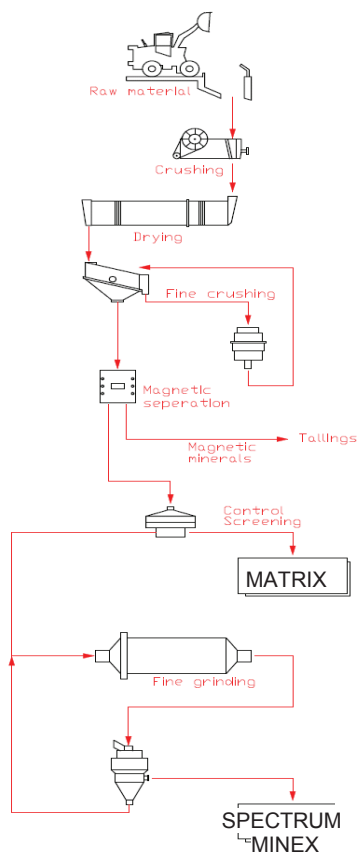 Raw material
Crushing
Drying
Fine crushing
Magnetic
seperation
Magnetic
minerals
Tailings
Control
Screening
MATRIX
Fine grinding
SPECTRUM
MINEX